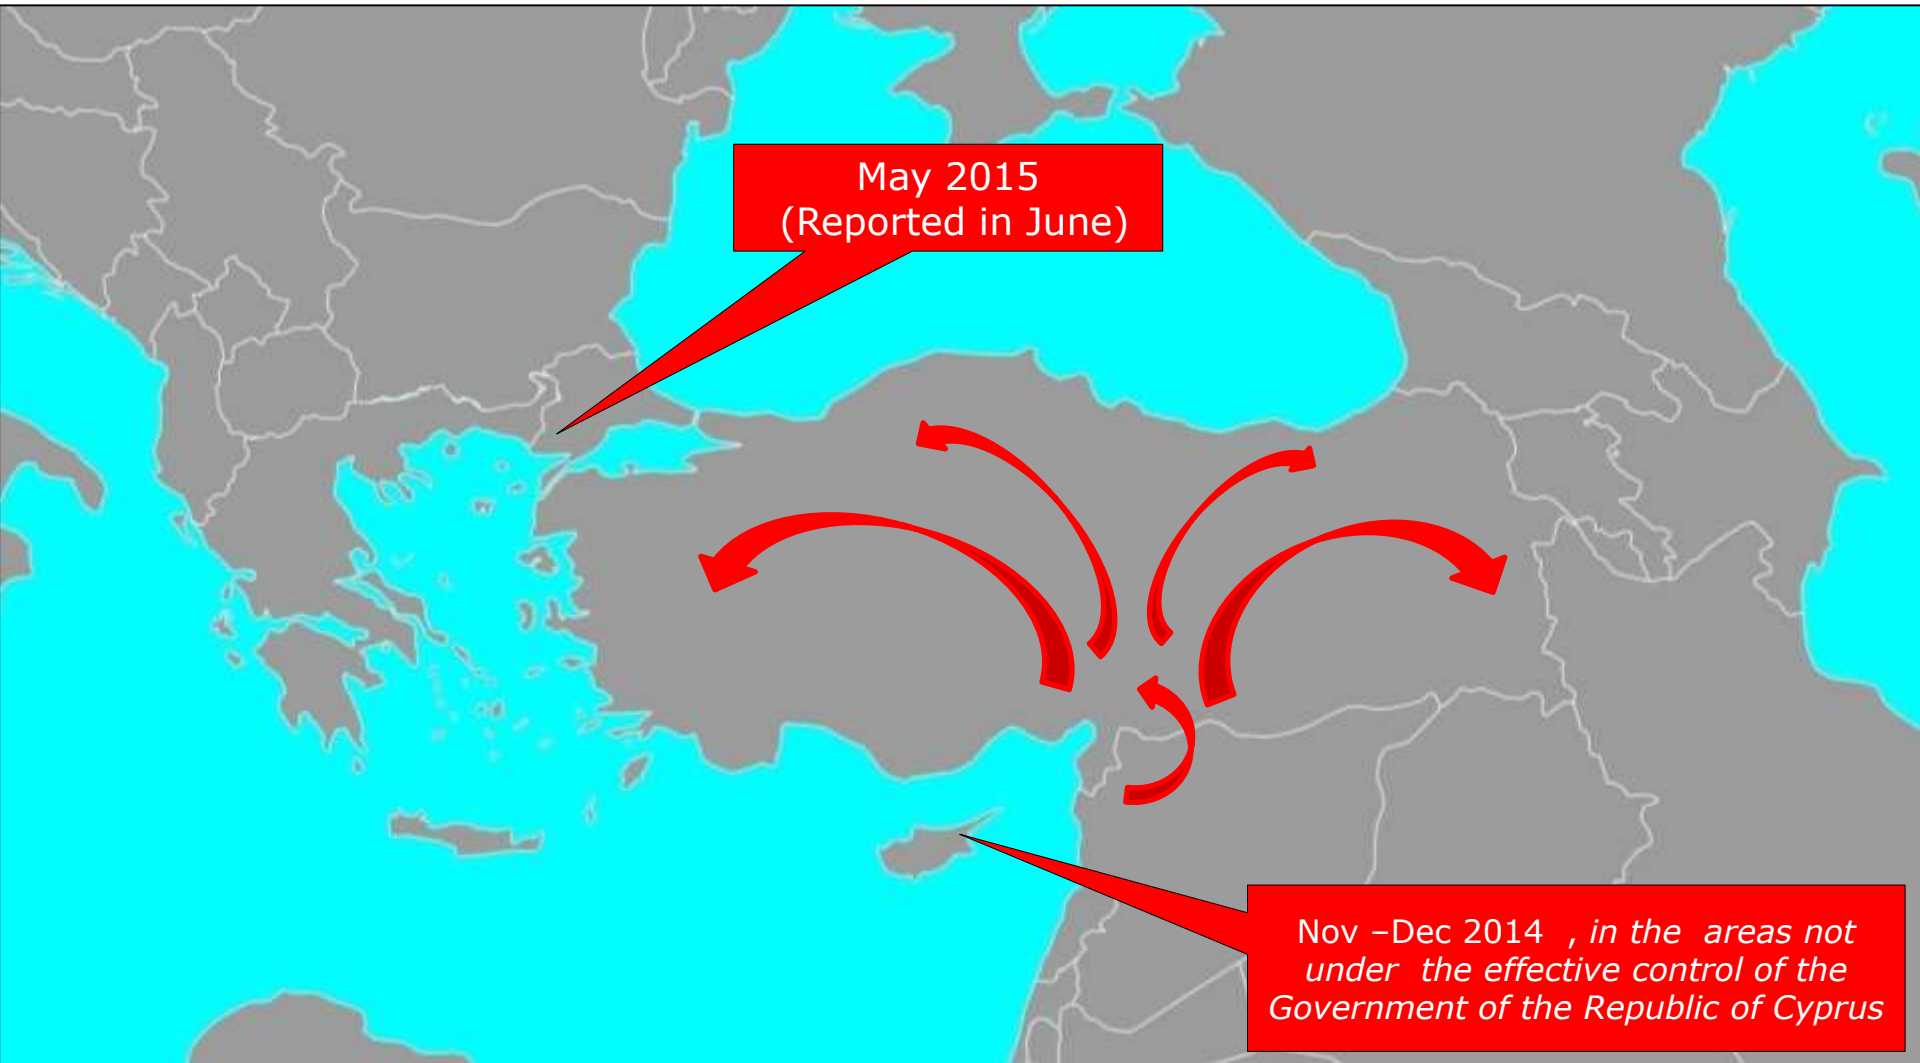 May 2015
(Reported in June)
Nov –Dec 2014 , in the areas not
under the effective control of the
Government of the Republic of Cyprus